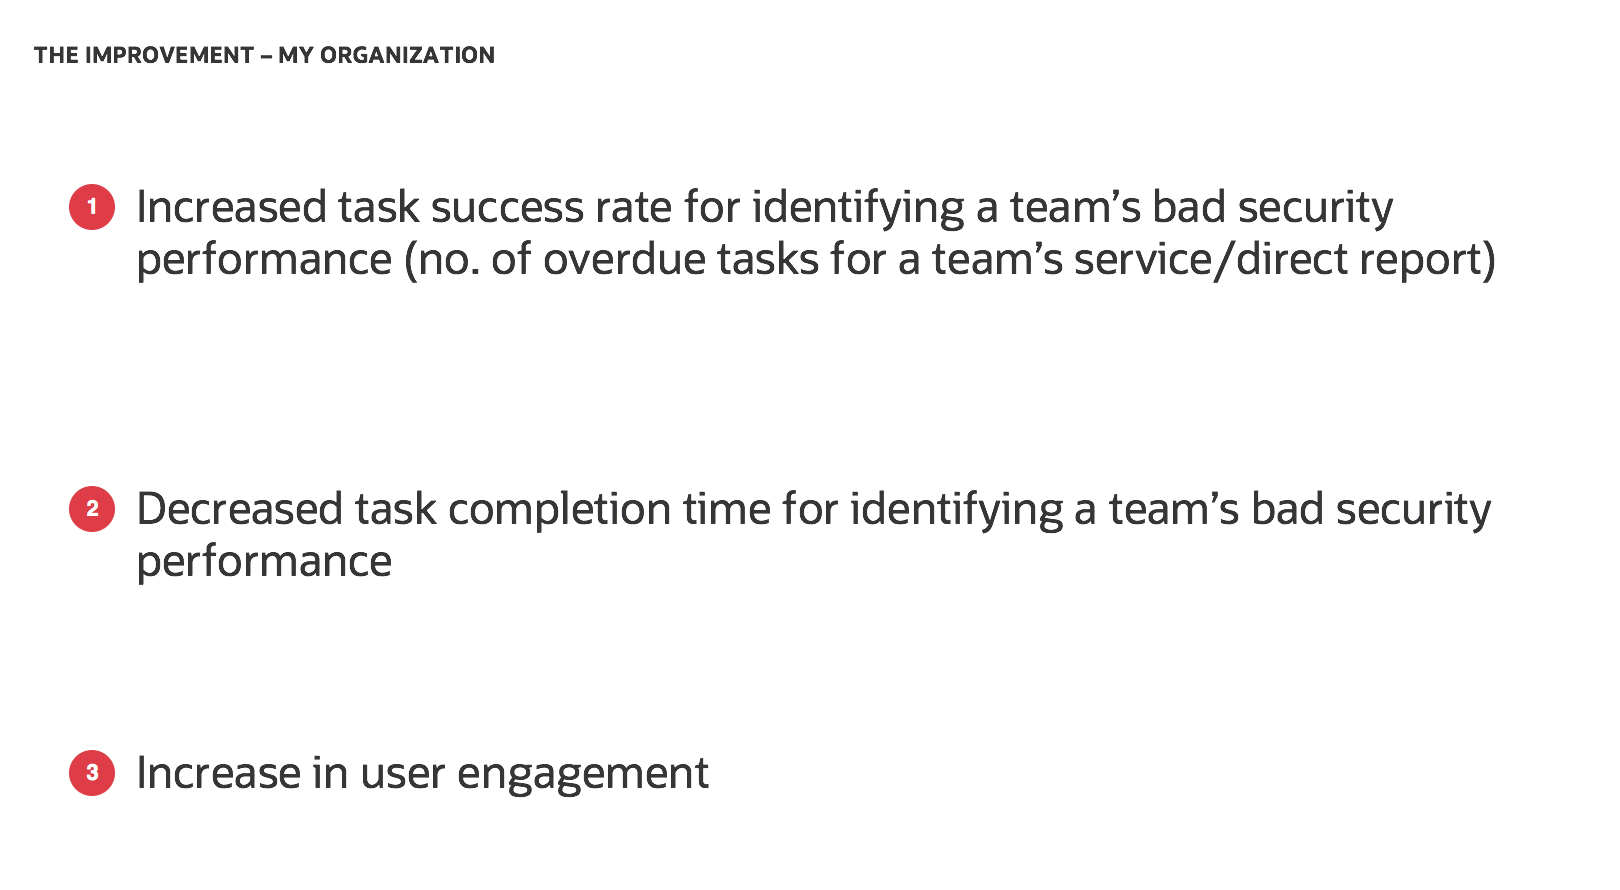 THE IMPROVEMENT – MY ORGANIZATION
1 Increased task success rate for identifying a team’s bad security
performance (no. of overdue tasks for a team’s service/direct report)
2 Decreased task completion time for identifying a team’s bad security
performance
3 Increase in user engagement